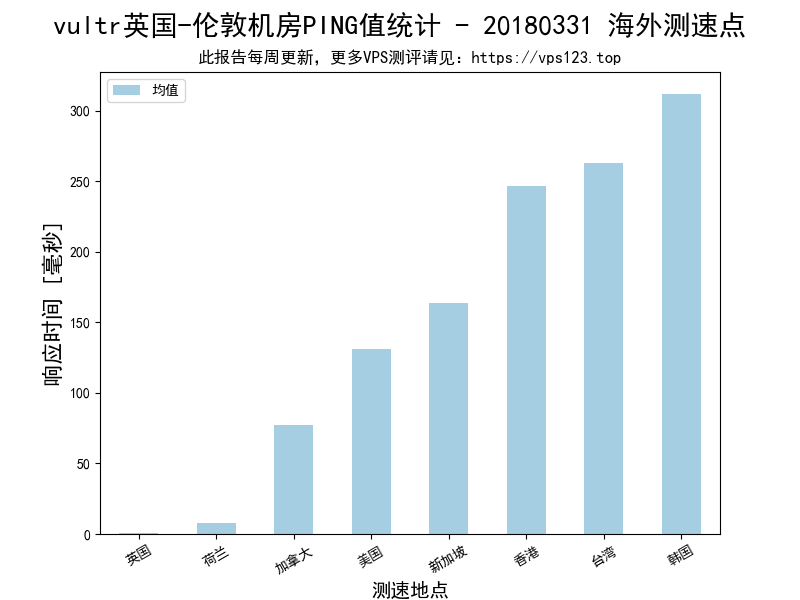 vultr英国-伦敦机房PING值统计 - 20180331 海外测速点
此报告每周更新，更多VPS测评请见：https://vps123.top
均值
300
250
200
150
100
50
0
响应时间 [毫秒]
英国 荷兰 加拿大 美国 新加坡 香港 台湾 韩国
测速地点